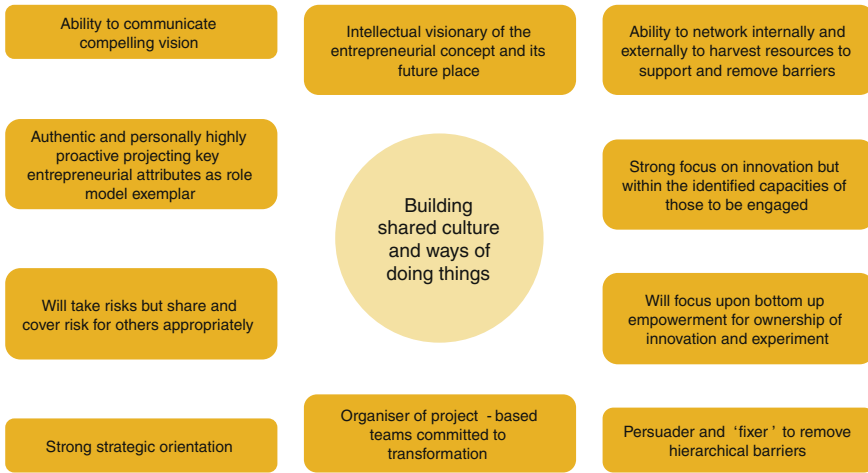 Ability to communicate
compelling vision
Intellectual visionary of the
entrepreneurial concept and its
future place
Ability to network internally and
externally to harvest resources to
support and remove barriers
Authentic and personally highly
proactive projecting key
entrepreneurial attributes as role
model exemplar
Building
shared culture
and ways of
doing things
Strong focus on innovation but
within the identified capacities of
those to be engaged
Will take risks but share and
cover risk for others appropriately
Will focus upon bottom up
empowerment for ownership of
innovation and experiment
Strong strategic orientation
Organiser of project - based
teams committed to
transformation
Persuader and ‘fixer’ to remove
hierarchical barriers